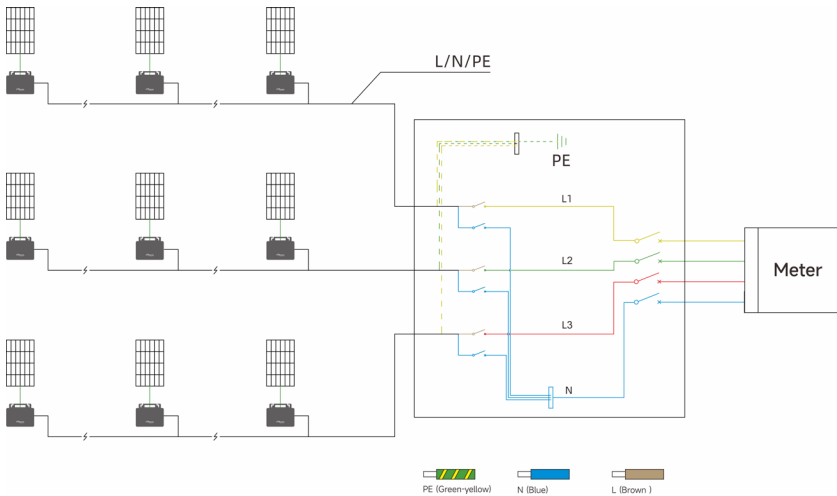 L/N/PE
PE
L1
L2
Meter
L3
N
PE (Green-yellow)
N (Blue)
L (Brown )